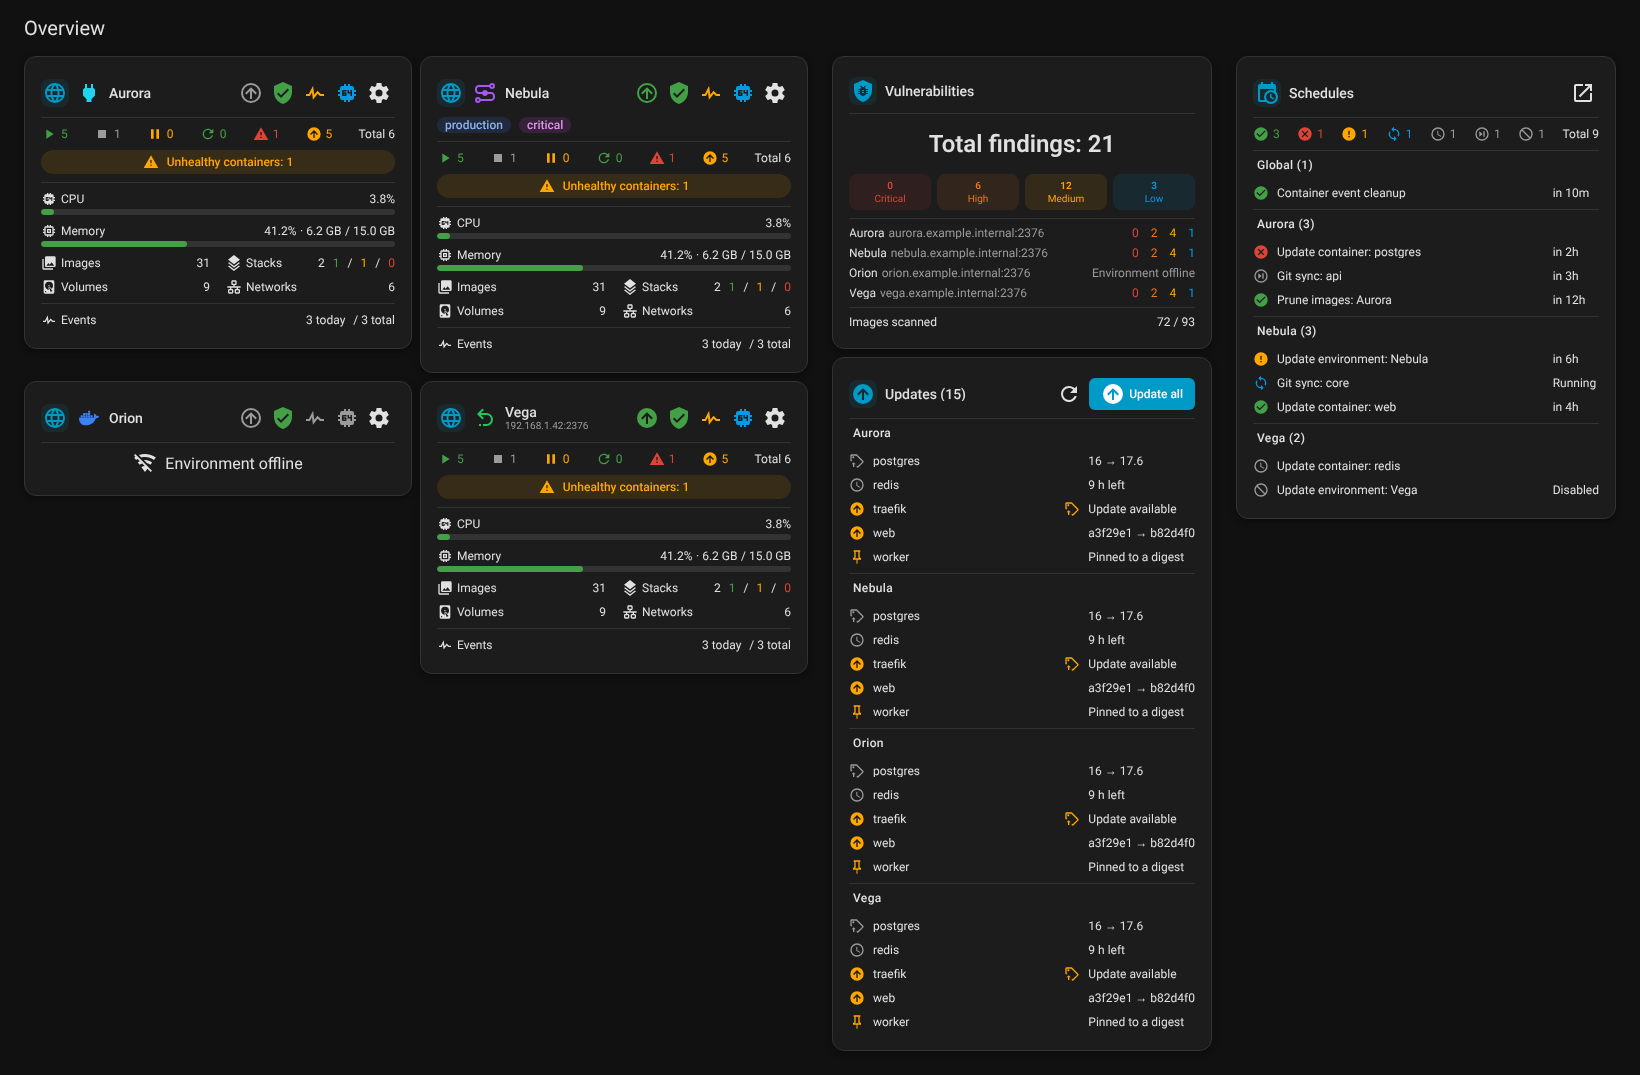 Overview
Aurora
5 1 0 0 1 5 Total 6
Unhealthy containers: 1
CPU 3.8%
Memory 41.2% · 6.2 GB / 15.0 GB
Images 31 Stacks 2 1 / 1 / 0
Volumes 9 Networks 6
Events 3 today / 3 total
Nebula
production critical
5 1 0 0 1 5 Total 6
Unhealthy containers: 1
CPU 3.8%
Memory 41.2% · 6.2 GB / 15.0 GB
Images 31 Stacks 2 1 / 1 / 0
Volumes 9 Networks 6
Events 3 today / 3 total
Orion
Environment offline
Vega
192.168.1.42:2376
5 1 0 0 1 5 Total 6
Unhealthy containers: 1
CPU 3.8%
Memory 41.2% · 6.2 GB / 15.0 GB
Images 31 Stacks 2 1 / 1 / 0
Volumes 9 Networks 6
Events 3 today / 3 total
Vulnerabilities
Total findings: 21
0 6 12 3
Critical High Medium Low
Aurora aurora.example.internal:2376 0 2 4 1
Nebula nebula.example.internal:2376 0 2 4 1
Orion orion.example.internal:2376 Environment offline
Vega vega.example.internal:2376 0 2 4 1
Images scanned 72 / 93
Updates (15) Update all
Aurora
postgres 16 → 17.6
redis 9 h left
traefik Update available
web a3f29e1 → b82d4f0
worker Pinned to a digest
Nebula
postgres 16 → 17.6
redis 9 h left
traefik Update available
web a3f29e1 → b82d4f0
worker Pinned to a digest
Orion
postgres 16 → 17.6
redis 9 h left
traefik Update available
web a3f29e1 → b82d4f0
worker Pinned to a digest
Vega
postgres 16 → 17.6
redis 9 h left
traefik Update available
web a3f29e1 → b82d4f0
worker Pinned to a digest
Schedules
3 1 1 1 1 1 1 Total 9
Global (1)
Container event cleanup in 10m
Aurora (3)
Update container: postgres in 2h
Git sync: api in 3h
Prune images: Aurora in 12h
Nebula (3)
Update environment: Nebula in 6h
Git sync: core Running
Update container: web in 4h
Vega (2)
Update container: redis
Update environment: Vega Disabled